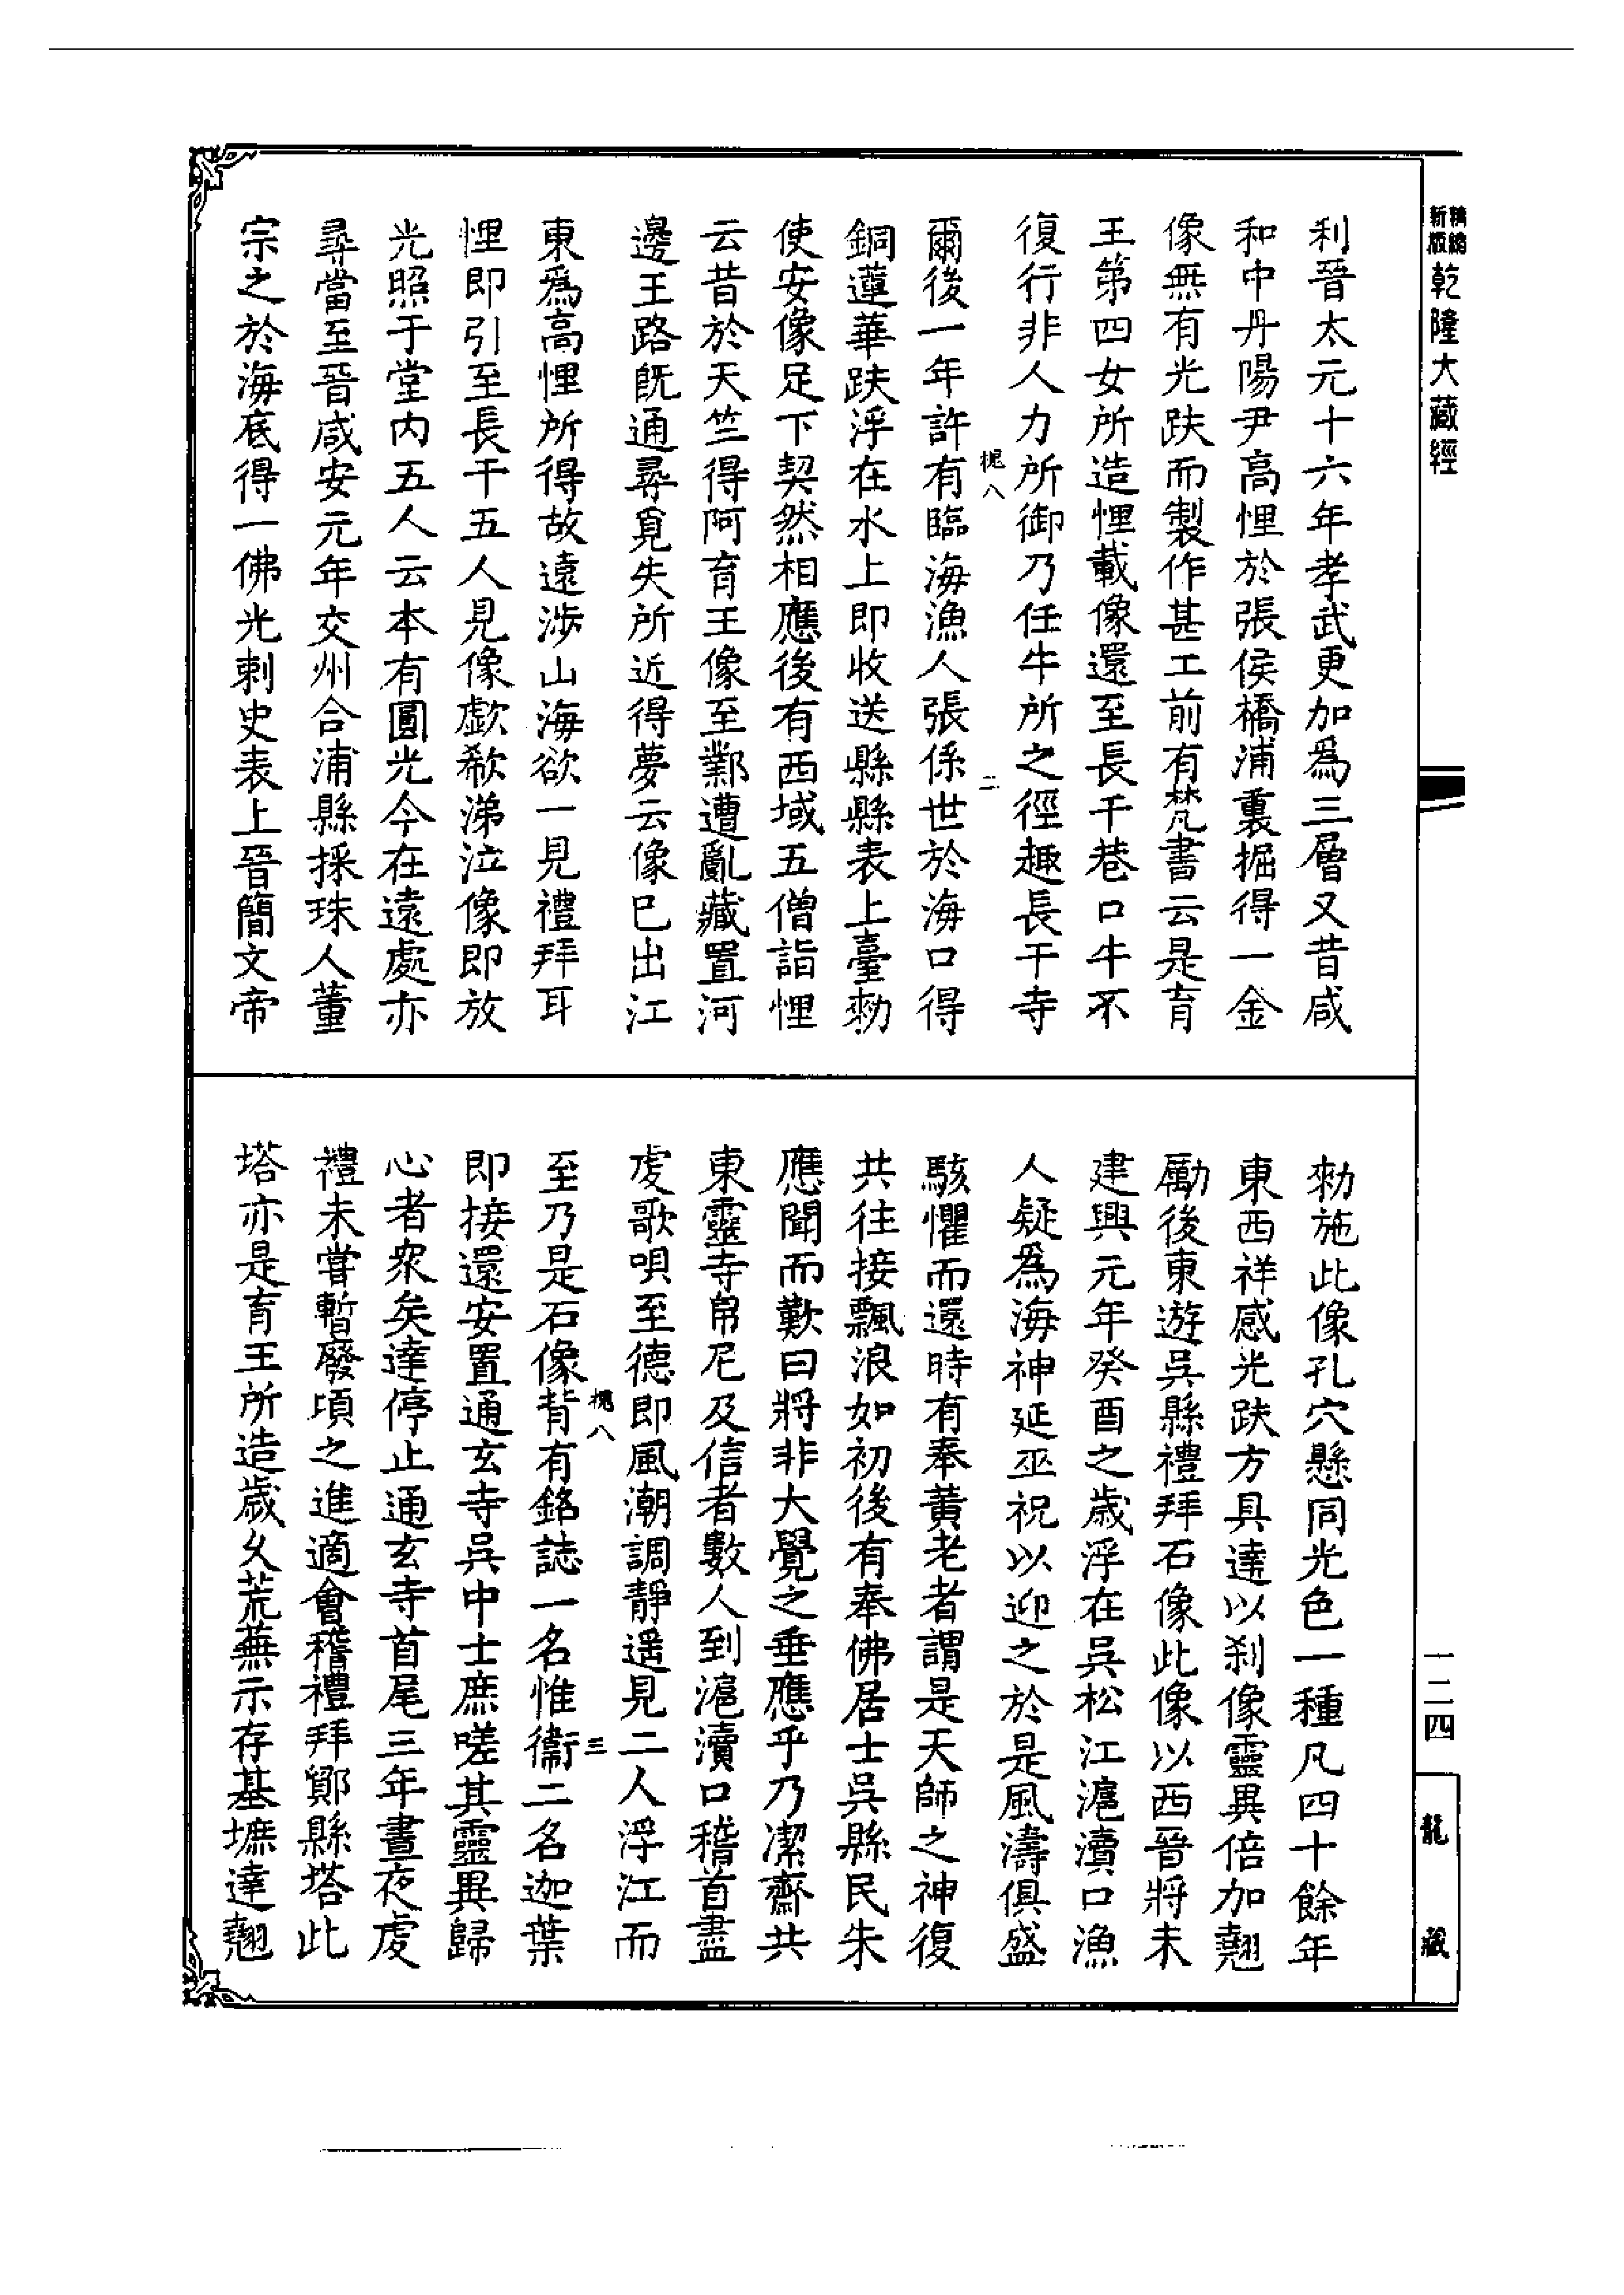 精縮新版乾隆大藏經
利晉太元十六年孝武更加爲三層又昔咸
和中丹陽尹高悝於張侯橋浦裏掘得一金
像無有光趺而製作甚工前有梵書云是育
王第四女所造悝載像還至長干巷口牛不
復行非人力所御乃任牛所之徑趣長干寺
槐八 二
爾後一年許有臨海漁人張係世於海口得
銅蓮華趺浮在水上即收送縣縣表上臺勑
使安像足下契然相應後有西域五僧詣悝
云昔於天竺得阿育王像至鄴遭亂藏置河
邊王路旣通尋覓失所近得夢云像已出江
東爲高悝所得故遠涉山海欲一見禮拜耳
悝即引至長干五人見像歔欷涕泣像即放
光照于堂内五人云本有圓光今在遠處亦
尋當至晉咸安元年交州合浦縣採珠人董
宗之於海底得一佛光刺史表上晉簡文帝
勑施此像孔穴懸同光色一種凡四十餘年
東西祥感光趺方具達以刹像靈異倍加翹
勵後東遊吳縣禮拜石像此像以西晉將末
建興元年癸酉之歲浮在吳松江滬瀆口漁
人疑爲海神延巫祝以迎之於是風濤俱盛
駭懼而還時有奉黃老者謂是天師之神復
共往接飄浪如初後有奉佛居士吳縣民朱
應聞而歎曰將非大覺之垂應乎乃潔齋共
東靈寺帛尼及信者數人到滬瀆口稽首盡
虔歌唄至德即風潮調靜遥見二人浮江而
槐八 三
至乃是石像背有銘誌一名惟衞二名迦葉
即接還安置通玄寺吳中士庶嗟其靈異歸
心者衆矣達停止通玄寺首尾三年晝夜虔
禮未嘗暫廢頃之進適會稽禮拜鄮縣塔此
塔亦是育王所造歲久荒蕪示存基墌達翹
一二四
龍藏